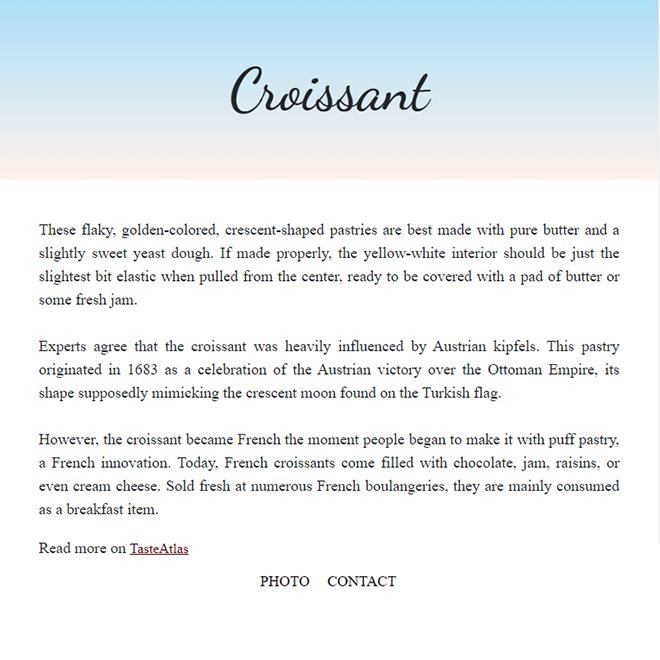 Croissant
These flaky, golden-colored, crescent-shaped pastries are best made with pure butter and a
slightly sweet yeast dough. If made properly, the yellow-white interior should be just the
slightest bit elastic when pulled from the center, ready to be covered with a pad of butter or
some fresh jam.
Experts agree that the croissant was heavily influenced by Austrian kipfels. This pastry
originated in 1683 as a celebration of the Austrian victory over the Ottoman Empire, its
shape supposedly mimicking the crescent moon found on the Turkish flag.
However, the croissant became French the moment people began to make it with puff pastry,
a French innovation. Today, French croissants come filled with chocolate, jam, raisins, or
even cream cheese. Sold fresh at numerous French boulangeries, they are mainly consumed
as a breakfast item.
Read more on TasteAtlas
PHOTO CONTACT